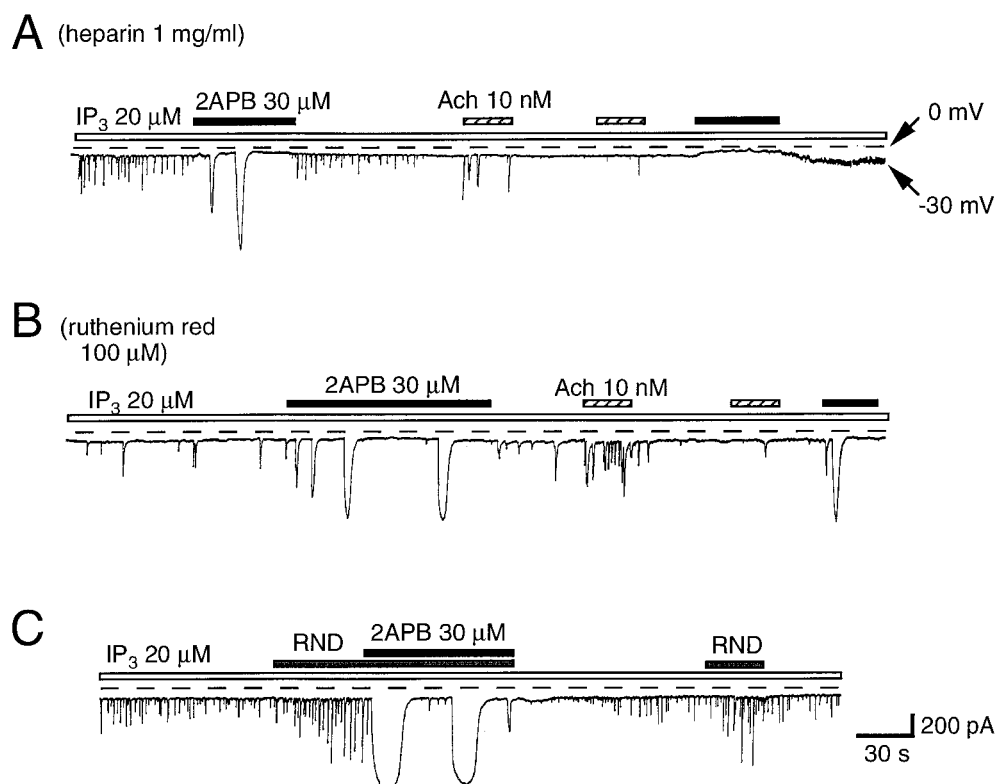 A (heparin 1 mg/ml)
IP3 20 μM
2APB 30 μM
Ach 10 nM
0 mV
-30 mV
B (ruthenium red
100 μM)
IP3 20 μM
2APB 30 μM
Ach 10 nM
C
IP3 20 μM
RND
2APB 30 μM
RND
200 pA
30 s